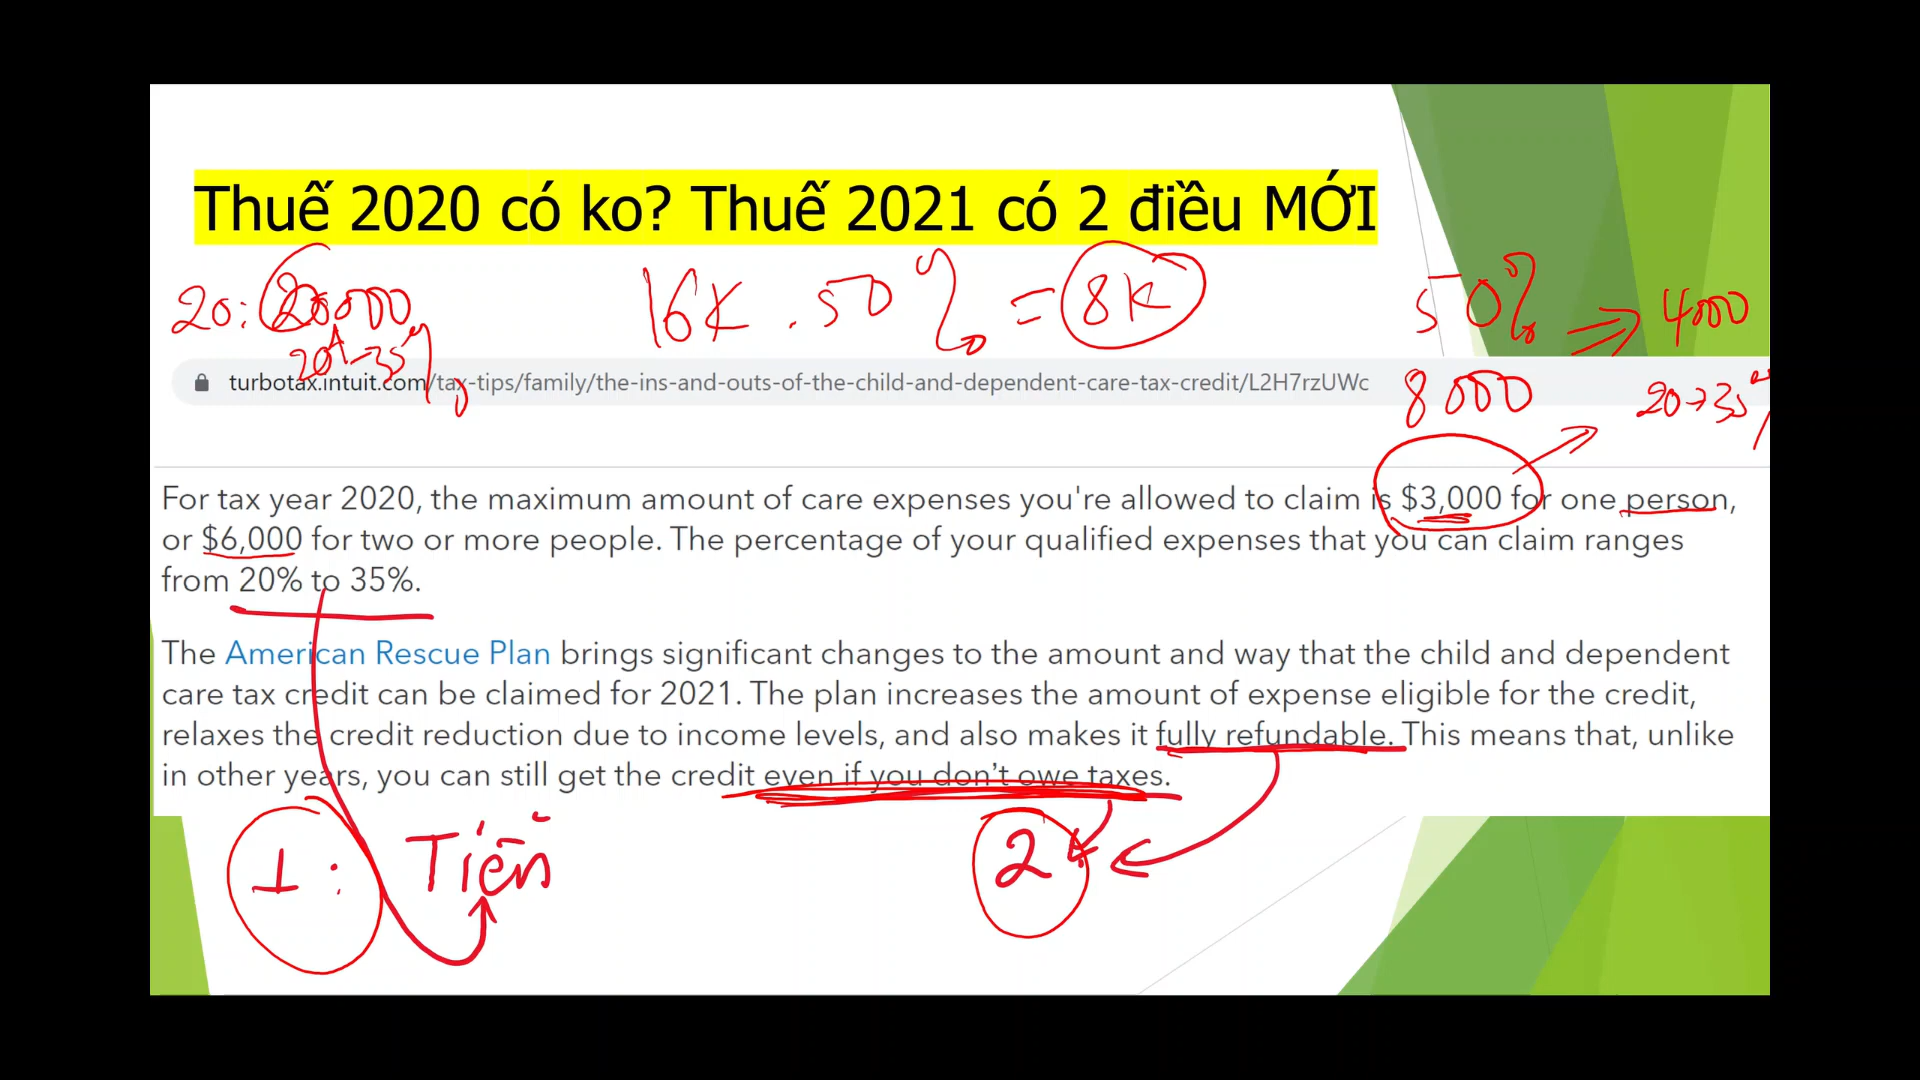 Thuế 2020 có ko? Thuế 2021 có 2 điều MỚI
20: 20000
16K . 50% = 8K
50% ⇒ 4000
20 → 35%
turbotax.intuit.com/tax-tips/family/the-ins-and-outs-of-the-child-and-dependent-care-tax-credit/L2H7rzUWc
8000
20→35%
For tax year 2020, the maximum amount of care expenses you're allowed to claim is $3,000 for one person,
or $6,000 for two or more people. The percentage of your qualified expenses that you can claim ranges
from 20% to 35%.
The American Rescue Plan brings significant changes to the amount and way that the child and dependent
care tax credit can be claimed for 2021. The plan increases the amount of expense eligible for the credit,
relaxes the credit reduction due to income levels, and also makes it fully refundable. This means that, unlike
in other years, you can still get the credit even if you don't owe taxes.
1: Tiền
2